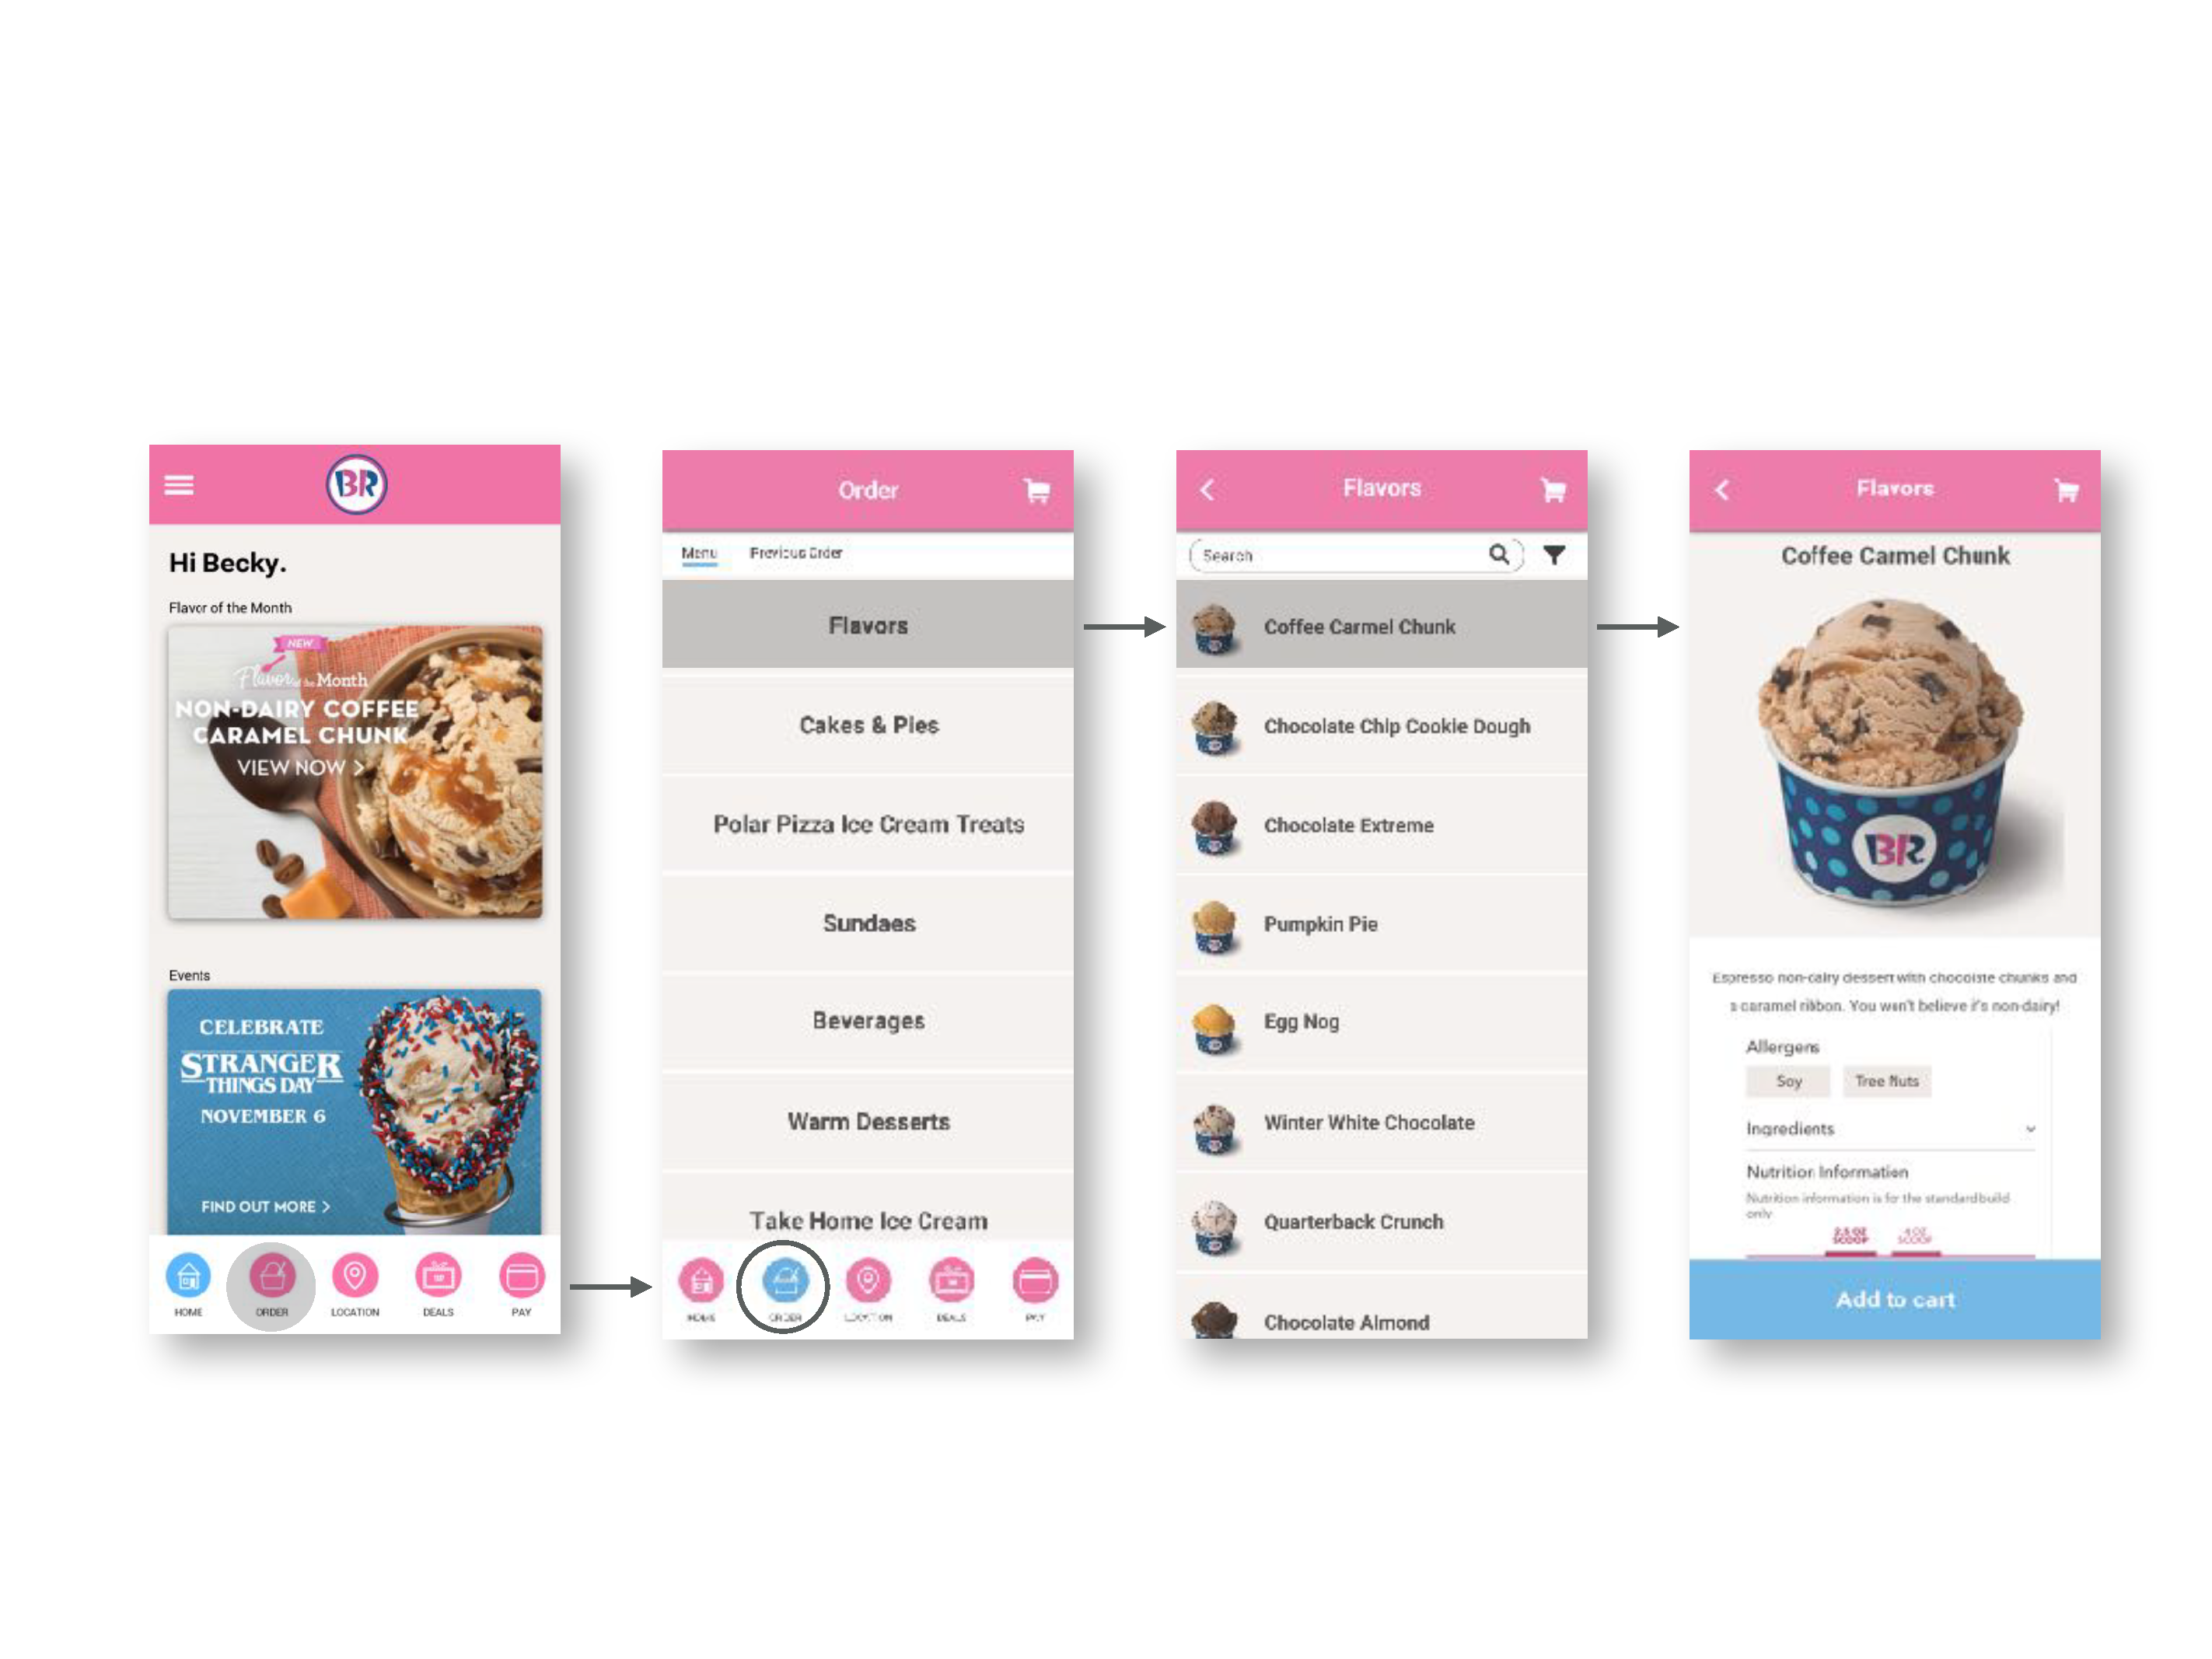 BR
Hi Becky.
Flavor of the Month
NEW
Flavor of the Month
NON-DAIRY COFFEE
CARAMEL CHUNK
VIEW NOW >
Events
CELEBRATE
STRANGER
THINGS DAY
NOVEMBER 6
FIND OUT MORE >
HOME
ORDER
LOCATION
DEALS
PAY
Order
Menu
Previous Order
Flavors
Cakes & Pies
Polar Pizza Ice Cream Treats
Sundaes
Beverages
Warm Desserts
Take Home Ice Cream
HOME
ORDER
LOCATION
DEALS
PAY
Flavors
Search
Coffee Carmel Chunk
Chocolate Chip Cookie Dough
Chocolate Extreme
Pumpkin Pie
Egg Nog
Winter White Chocolate
Quarterback Crunch
Chocolate Almond
Flavors
Coffee Carmel Chunk
BR
Espresso non-dairy dessert with chocolate chunks and
a caramel ribbon. You won't believe it's non-dairy!
Allergens
Soy
Tree Nuts
Ingredients
Nutrition Information
Nutrition information is for the standard build
only
2.5 OZ
SCOOP
4 OZ
SCOOP
Add to cart